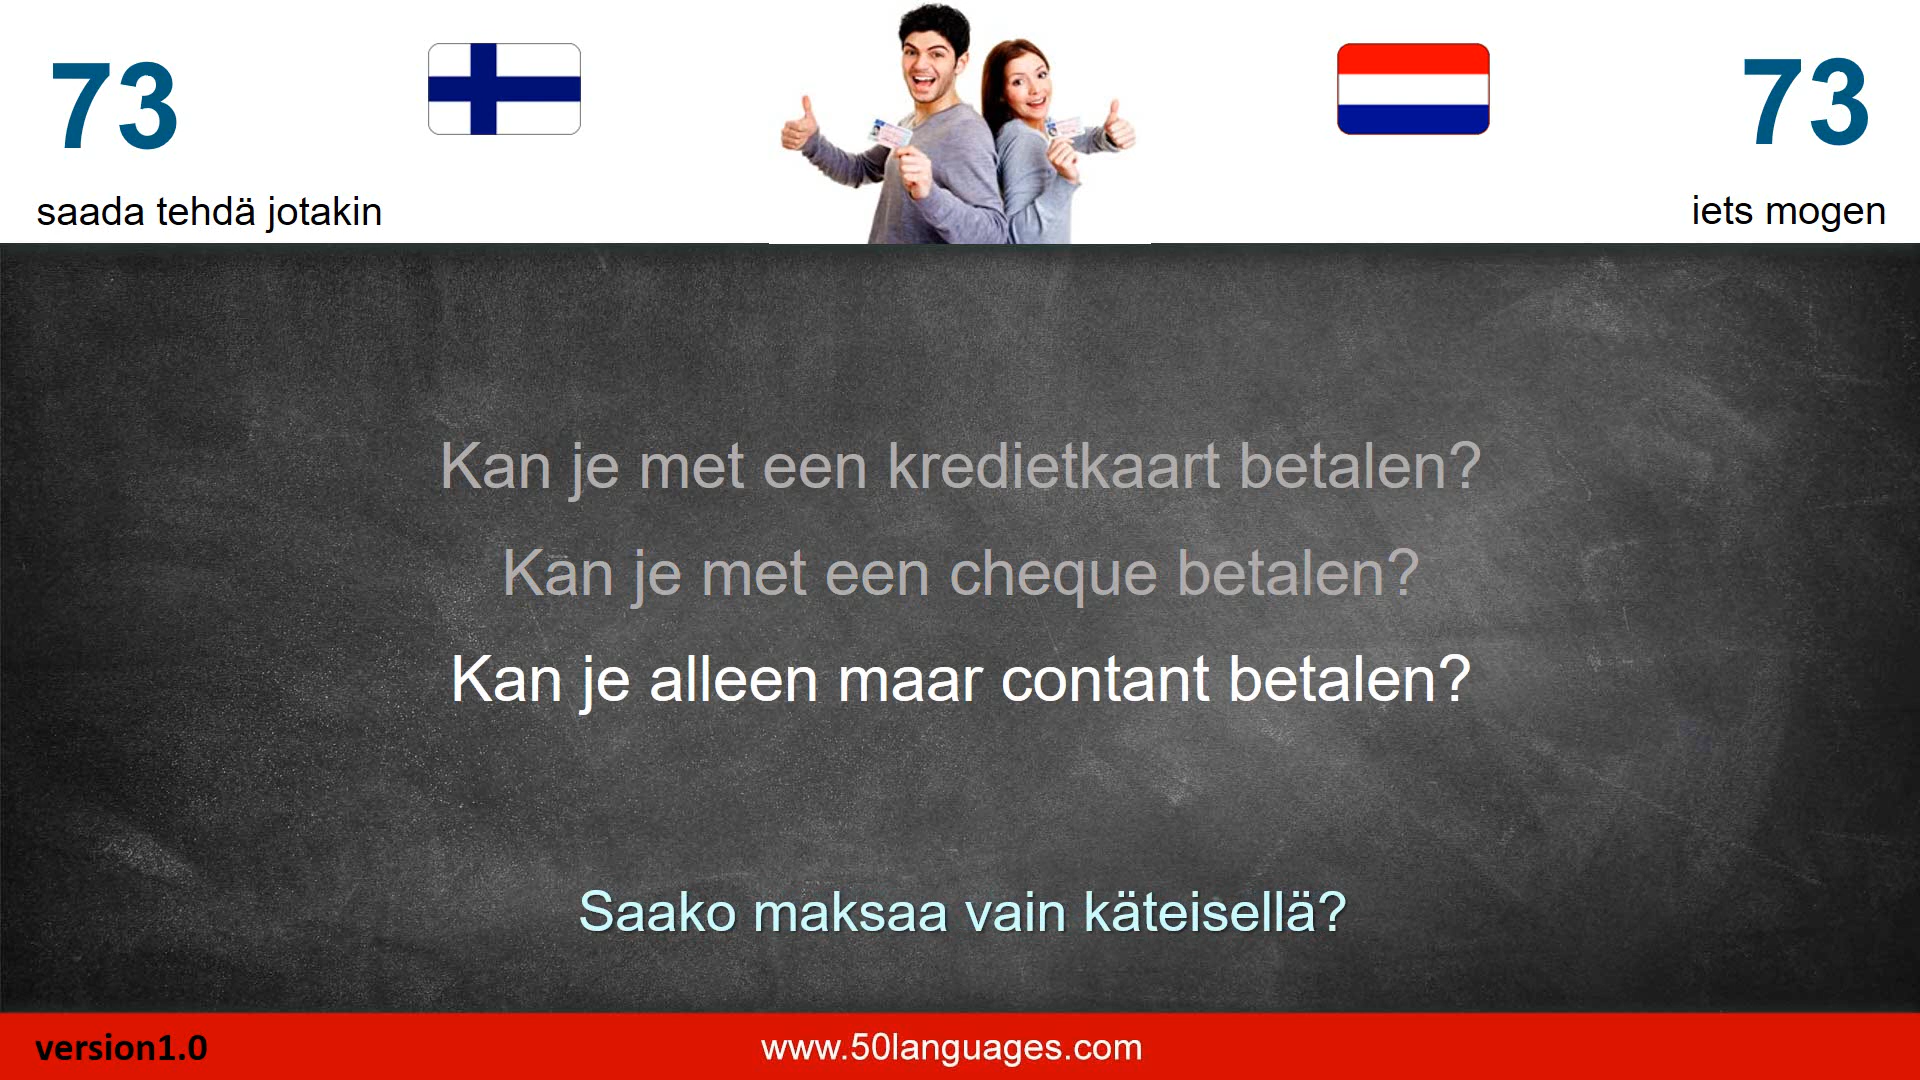 73
73
saada tehdä jotakin
iets mogen
Kan je met een kredietkaart betalen?
Kan je met een cheque betalen?
Kan je alleen maar contant betalen?
Saako maksaa vain käteisellä?
version1.0
www.50languages.com